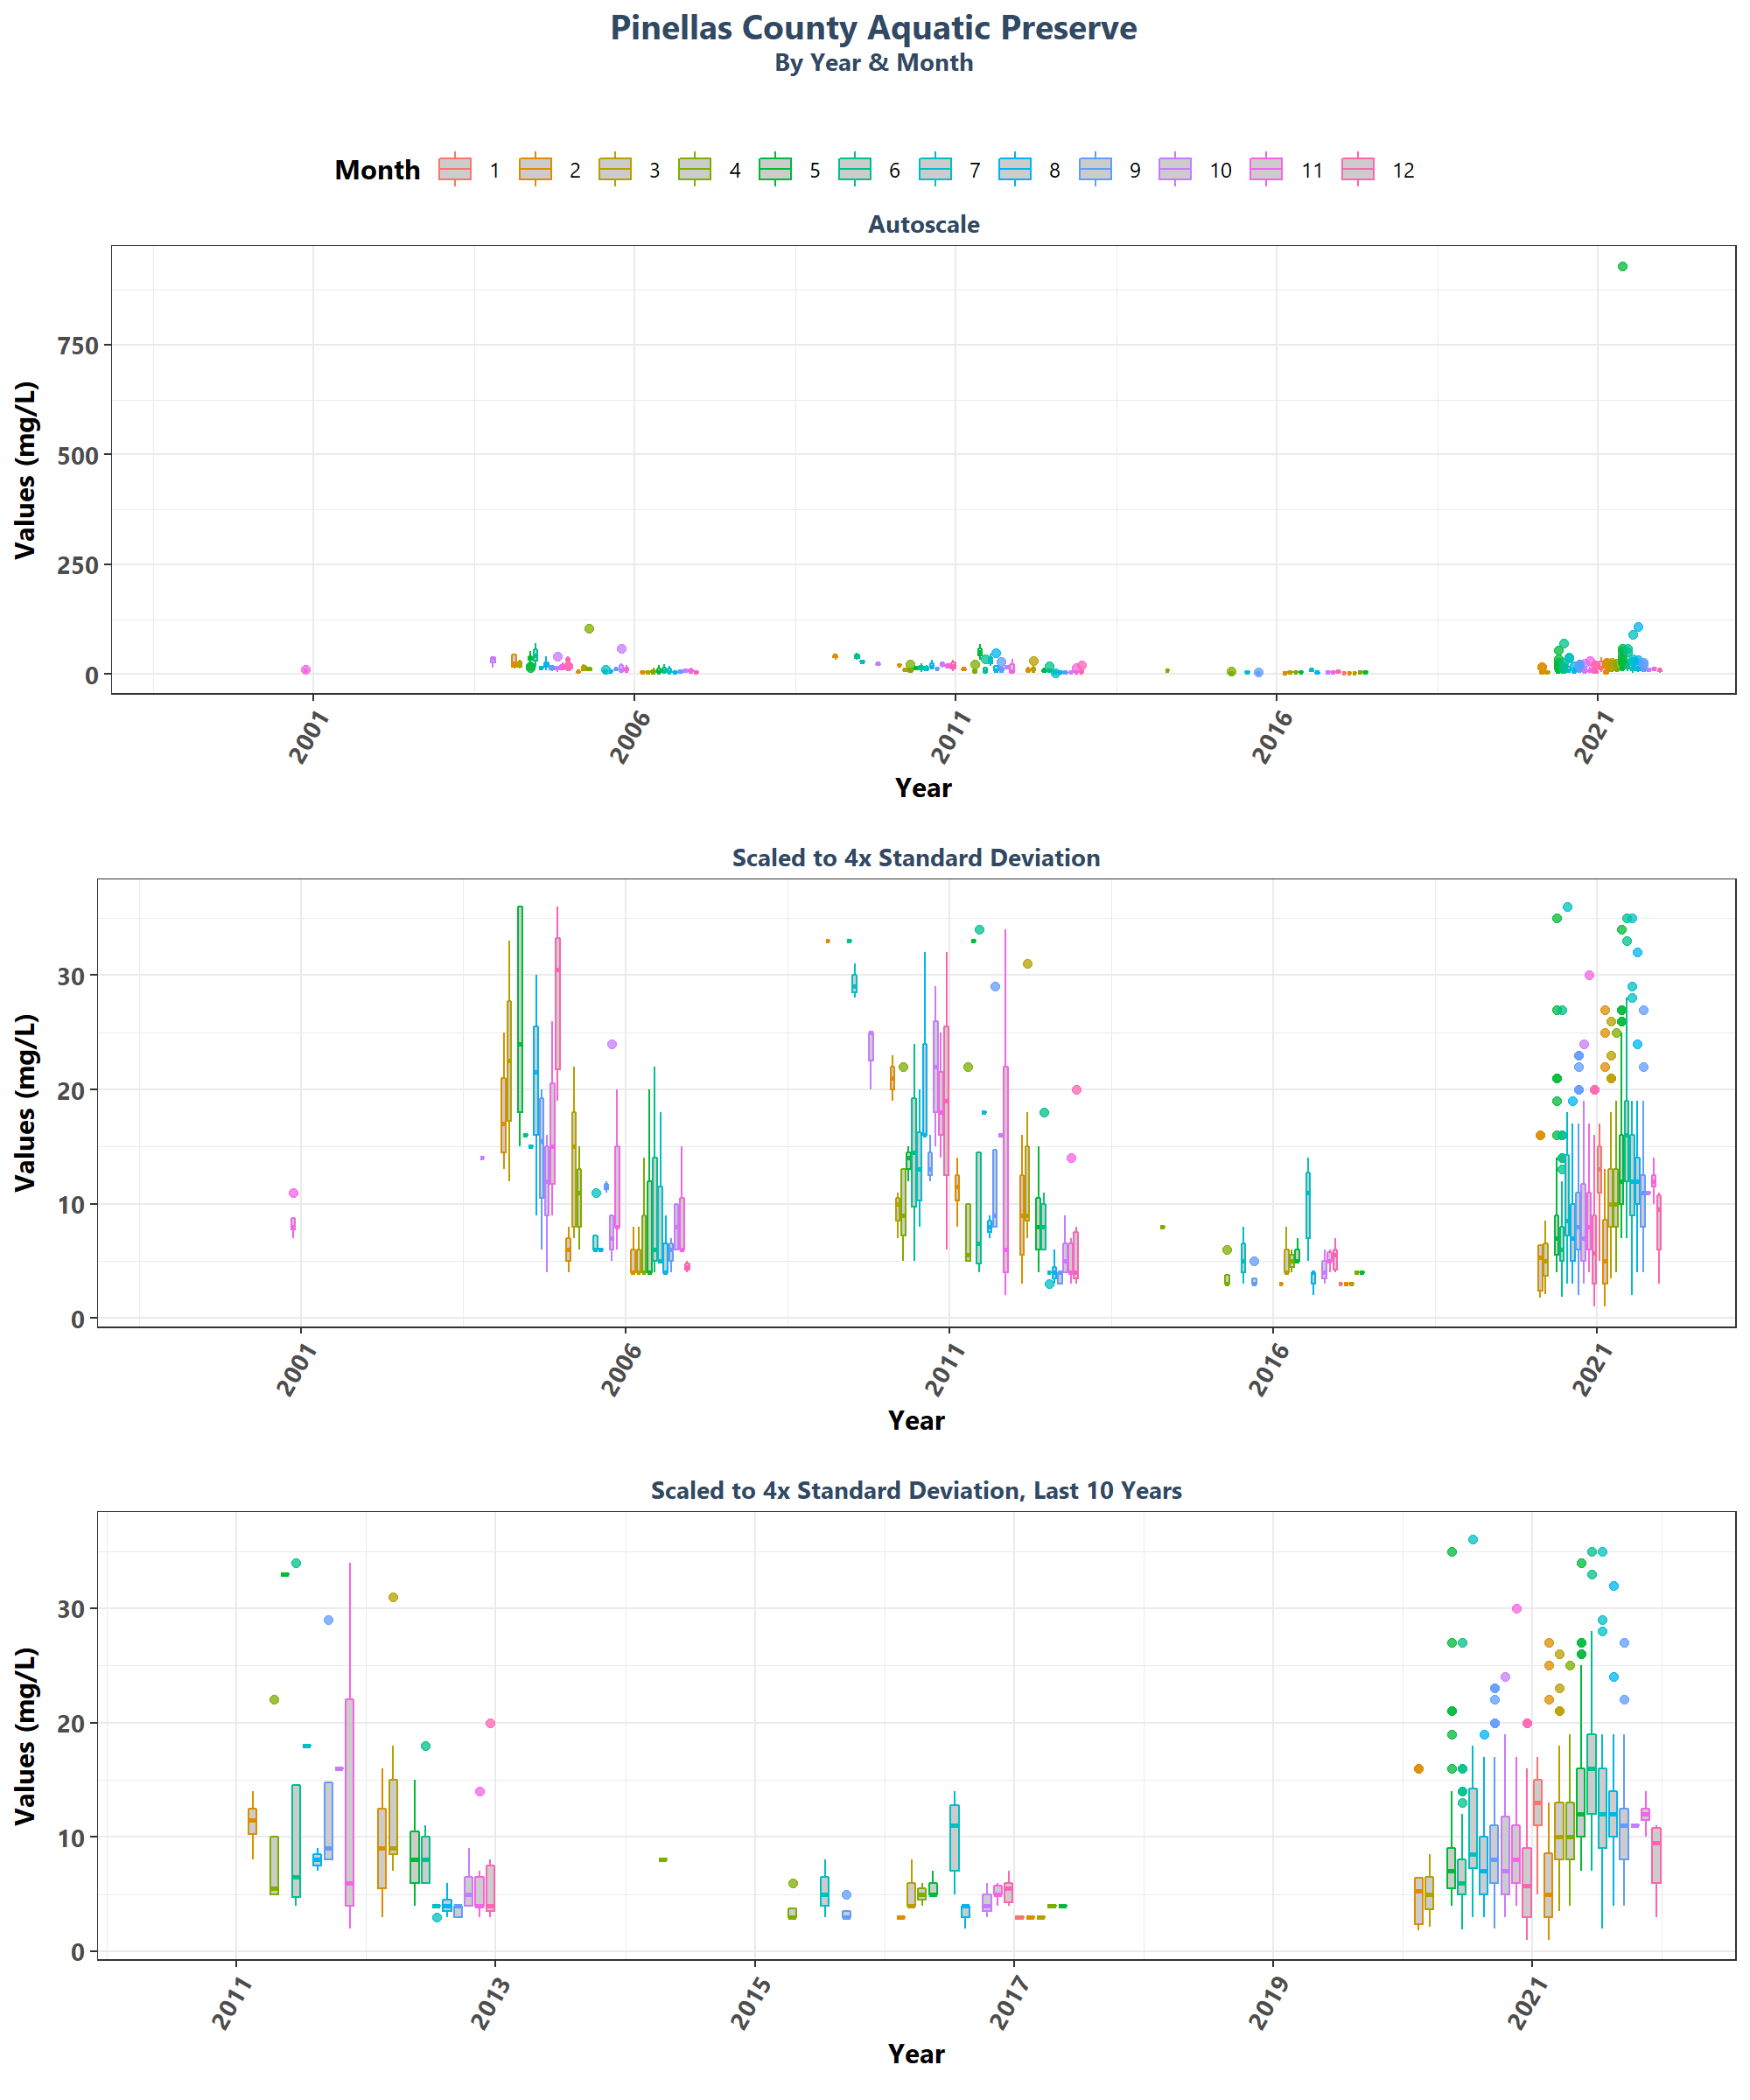 Pinellas County Aquatic Preserve
By Year & Month
Month 1 2 3 4 5 6 7 8 9 10 11 12
Autoscale
Values (mg/L)
750
500
250
0
2001 2006 2011 2016 2021
Year
Scaled to 4x Standard Deviation
Values (mg/L)
30
20
10
0
2001 2006 2011 2016 2021
Year
Scaled to 4x Standard Deviation, Last 10 Years
Values (mg/L)
30
20
10
0
2011 2013 2015 2017 2019 2021
Year